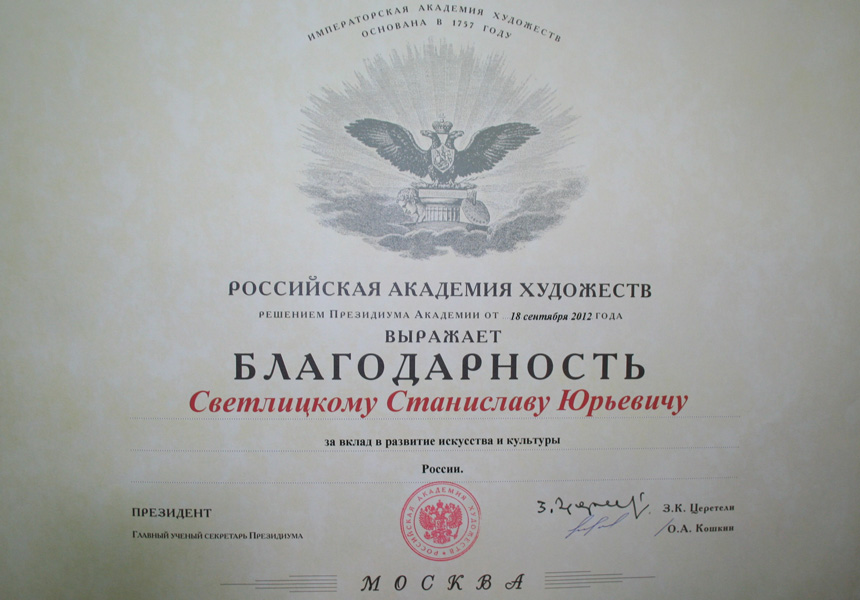 ИМПЕРАТОРСКАЯ АКАДЕМИЯ ХУДОЖЕСТВ
ОСНОВАНА В 1757 ГОДУ
РОССИЙСКАЯ АКАДЕМИЯ ХУДОЖЕСТВ
РЕШЕНИЕМ ПРЕЗИДИУМА АКАДЕМИИ ОТ 18 сентября 2012 ГОДА
ВЫРАЖАЕТ
БЛАГОДАРНОСТЬ
Светлицкому Станиславу Юрьевичу
за вклад в развитие искусства и культуры
России.
РОССИЙСКАЯ АКАДЕМИЯ ХУДОЖЕСТВ
ПРЕЗИДЕНТ З.К. Церетели
ГЛАВНЫЙ УЧЕНЫЙ СЕКРЕТАРЬ ПРЕЗИДИУМА О.А. Кошкин
МОСКВА